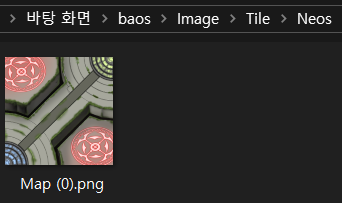 바탕 화면 > baos > Image > Tile > Neos
Map (0).png